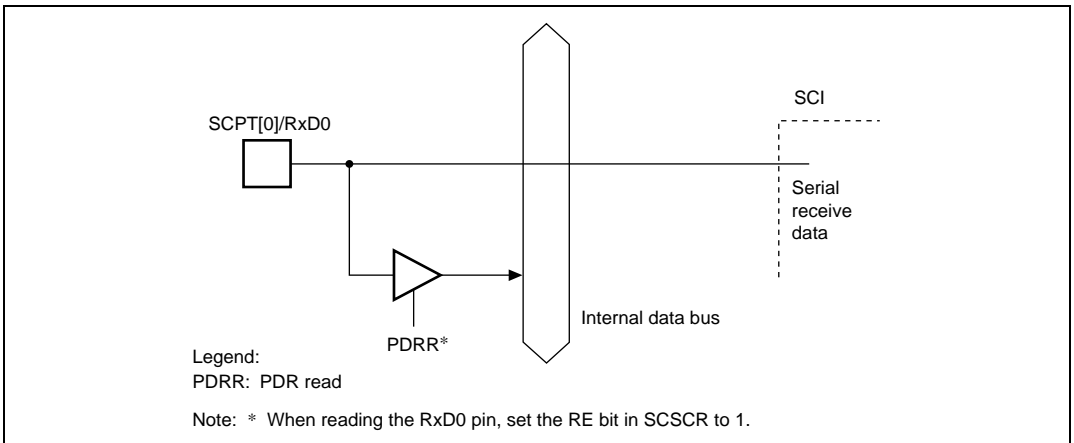 SCI
SCPT[0]/RxD0
Serial
receive
data
Internal data bus
PDRR*
Legend:
PDRR: PDR read
Note: * When reading the RxD0 pin, set the RE bit in SCSCR to 1.